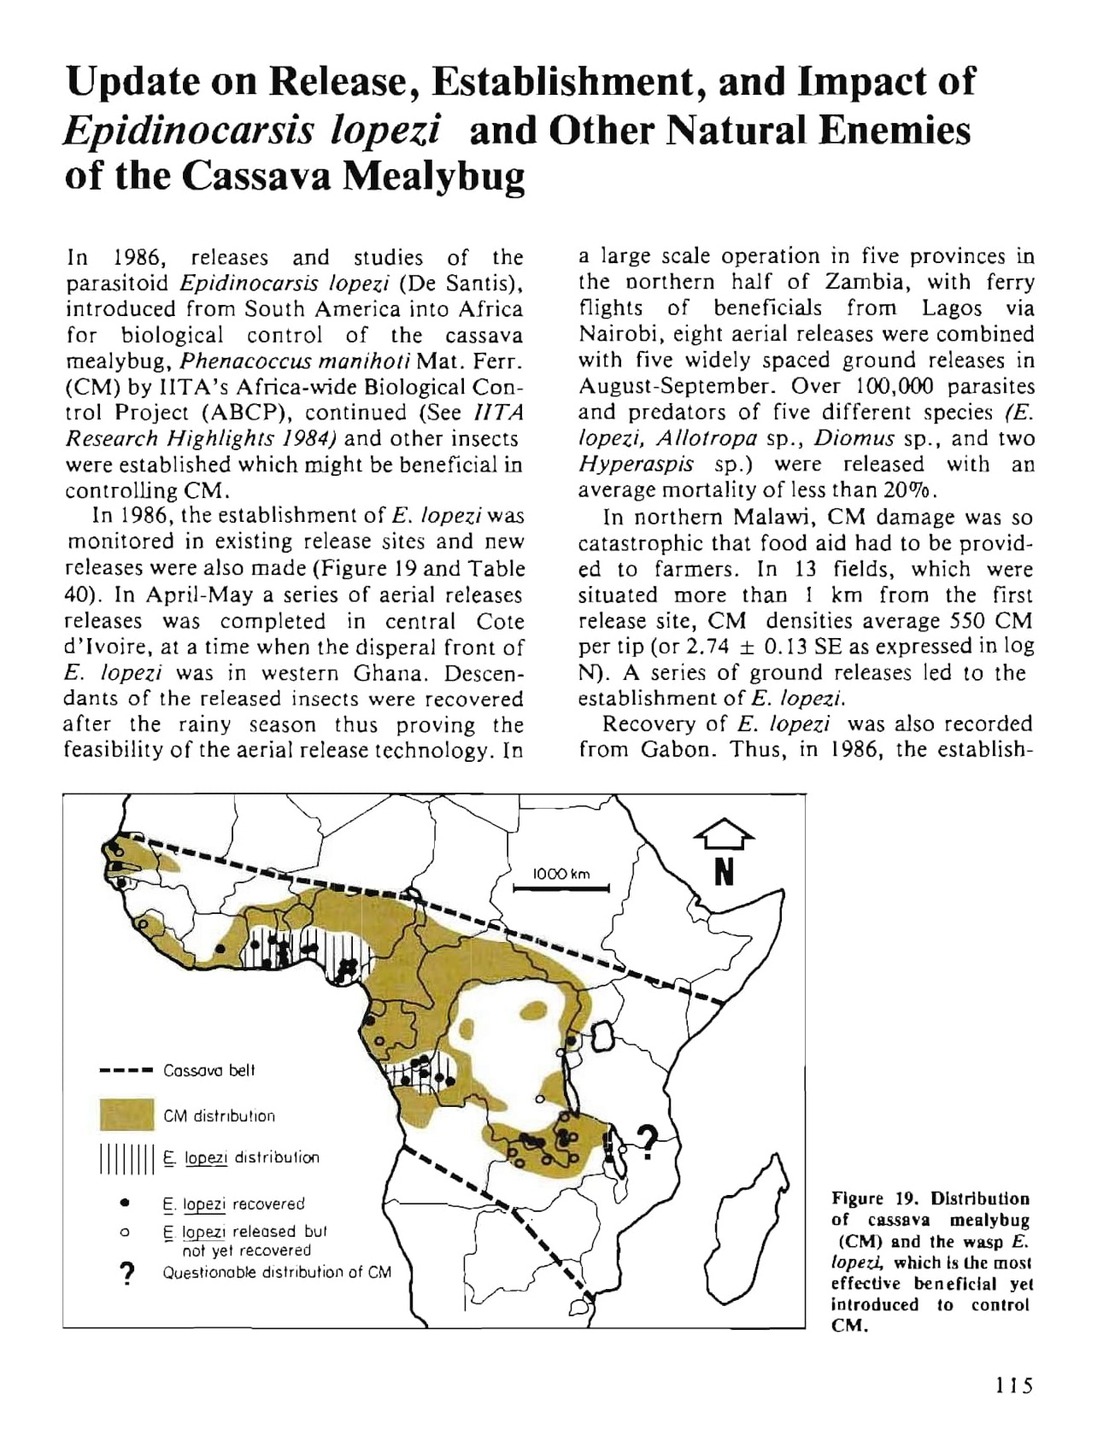 Update on Release, Establishment, and Impact of
Epidinocarsis lopezi and Other Natural Enemies
of the Cassava Mealybug
In 1986, releases and studies of the
parasitoid Epidinocarsis lopezi (De Santis),
introduced from South America into Africa
for biological control of the cassava
mealybug, Phenacoccus manihoti Mat. Ferr.
(CM) by IITA's Africa-wide Biological Con-
trol Project (ABCP), continued (See IITA
Research Highlights 1984) and other insects
were established which might be beneficial in
controlling CM.
In 1986, the establishment of E. lopezi was
monitored in existing release sites and new
releases were also made (Figure 19 and Table
40). In April-May a series of aerial releases
releases was completed in central Cote
d'Ivoire, at a time when the disperal front of
E. lopezi was in western Ghana. Descen-
dants of the released insects were recovered
after the rainy season thus proving the
feasibility of the aerial release technology. In
a large scale operation in five provinces in
the northern half of Zambia, with ferry
flights of beneficials from Lagos via
Nairobi, eight aerial releases were combined
with five widely spaced ground releases in
August-September. Over 100,000 parasites
and predators of five different species (E.
lopezi, Allotropa sp., Diomus sp., and two
Hyperaspis sp.) were released with an
average mortality of less than 20%.
In northern Malawi, CM damage was so
catastrophic that food aid had to be provid-
ed to farmers. In 13 fields, which were
situated more than 1 km from the first
release site, CM densities average 550 CM
per tip (or 2.74 ± 0.13 SE as expressed in log
N). A series of ground releases led to the
establishment of E. lopezi.
Recovery of E. lopezi was also recorded
from Gabon. Thus, in 1986, the establish-
1000 km
N
?
Cassava belt
CM distribution
E. lopezi distribution
E. lopezi recovered
E. lopezi released but
not yet recovered
? Questionable distribution of CM
Figure 19. Distribution
of cassava mealybug
(CM) and the wasp E.
lopezi, which is the most
effective beneficial yet
introduced to control
CM.
115